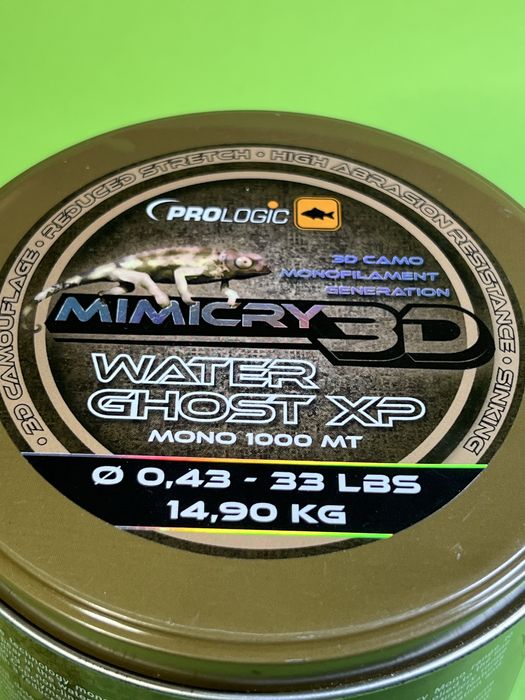 3D CAMOUFLAGE · REDUCED STRETCH · HIGH ABRASION RESISTANCE · SINKING
PROLOGIC
3D CAMO
MONOFILAMENT
GENERATION
MIMICRY 3D
WATER
GHOST XP
MONO 1000 MT
Ø 0,43 - 33 LBS
14,90 KG